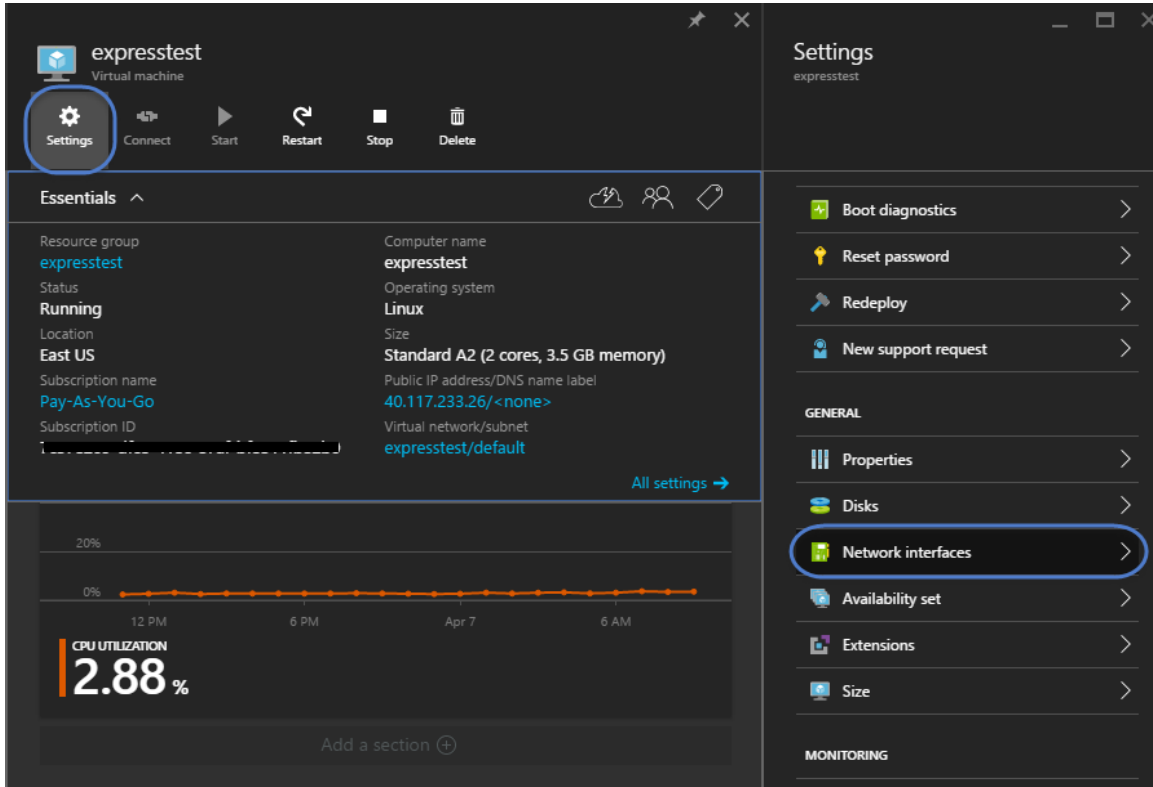 expresstest
Virtual machine
Settings
Connect
Start
Restart
Stop
Delete
Essentials
Resource group
expresstest
Status
Running
Location
East US
Subscription name
Pay-As-You-Go
Subscription ID
Computer name
expresstest
Operating system
Linux
Size
Standard A2 (2 cores, 3.5 GB memory)
Public IP address/DNS name label
40.117.233.26/<none>
Virtual network/subnet
expresstest/default
All settings
20%
0%
12 PM 6 PM Apr 7 6 AM
CPU UTILIZATION
2.88 %
Add a section
Settings
expresstest
Boot diagnostics
Reset password
Redeploy
New support request
GENERAL
Properties
Disks
Network interfaces
Availability set
Extensions
Size
MONITORING